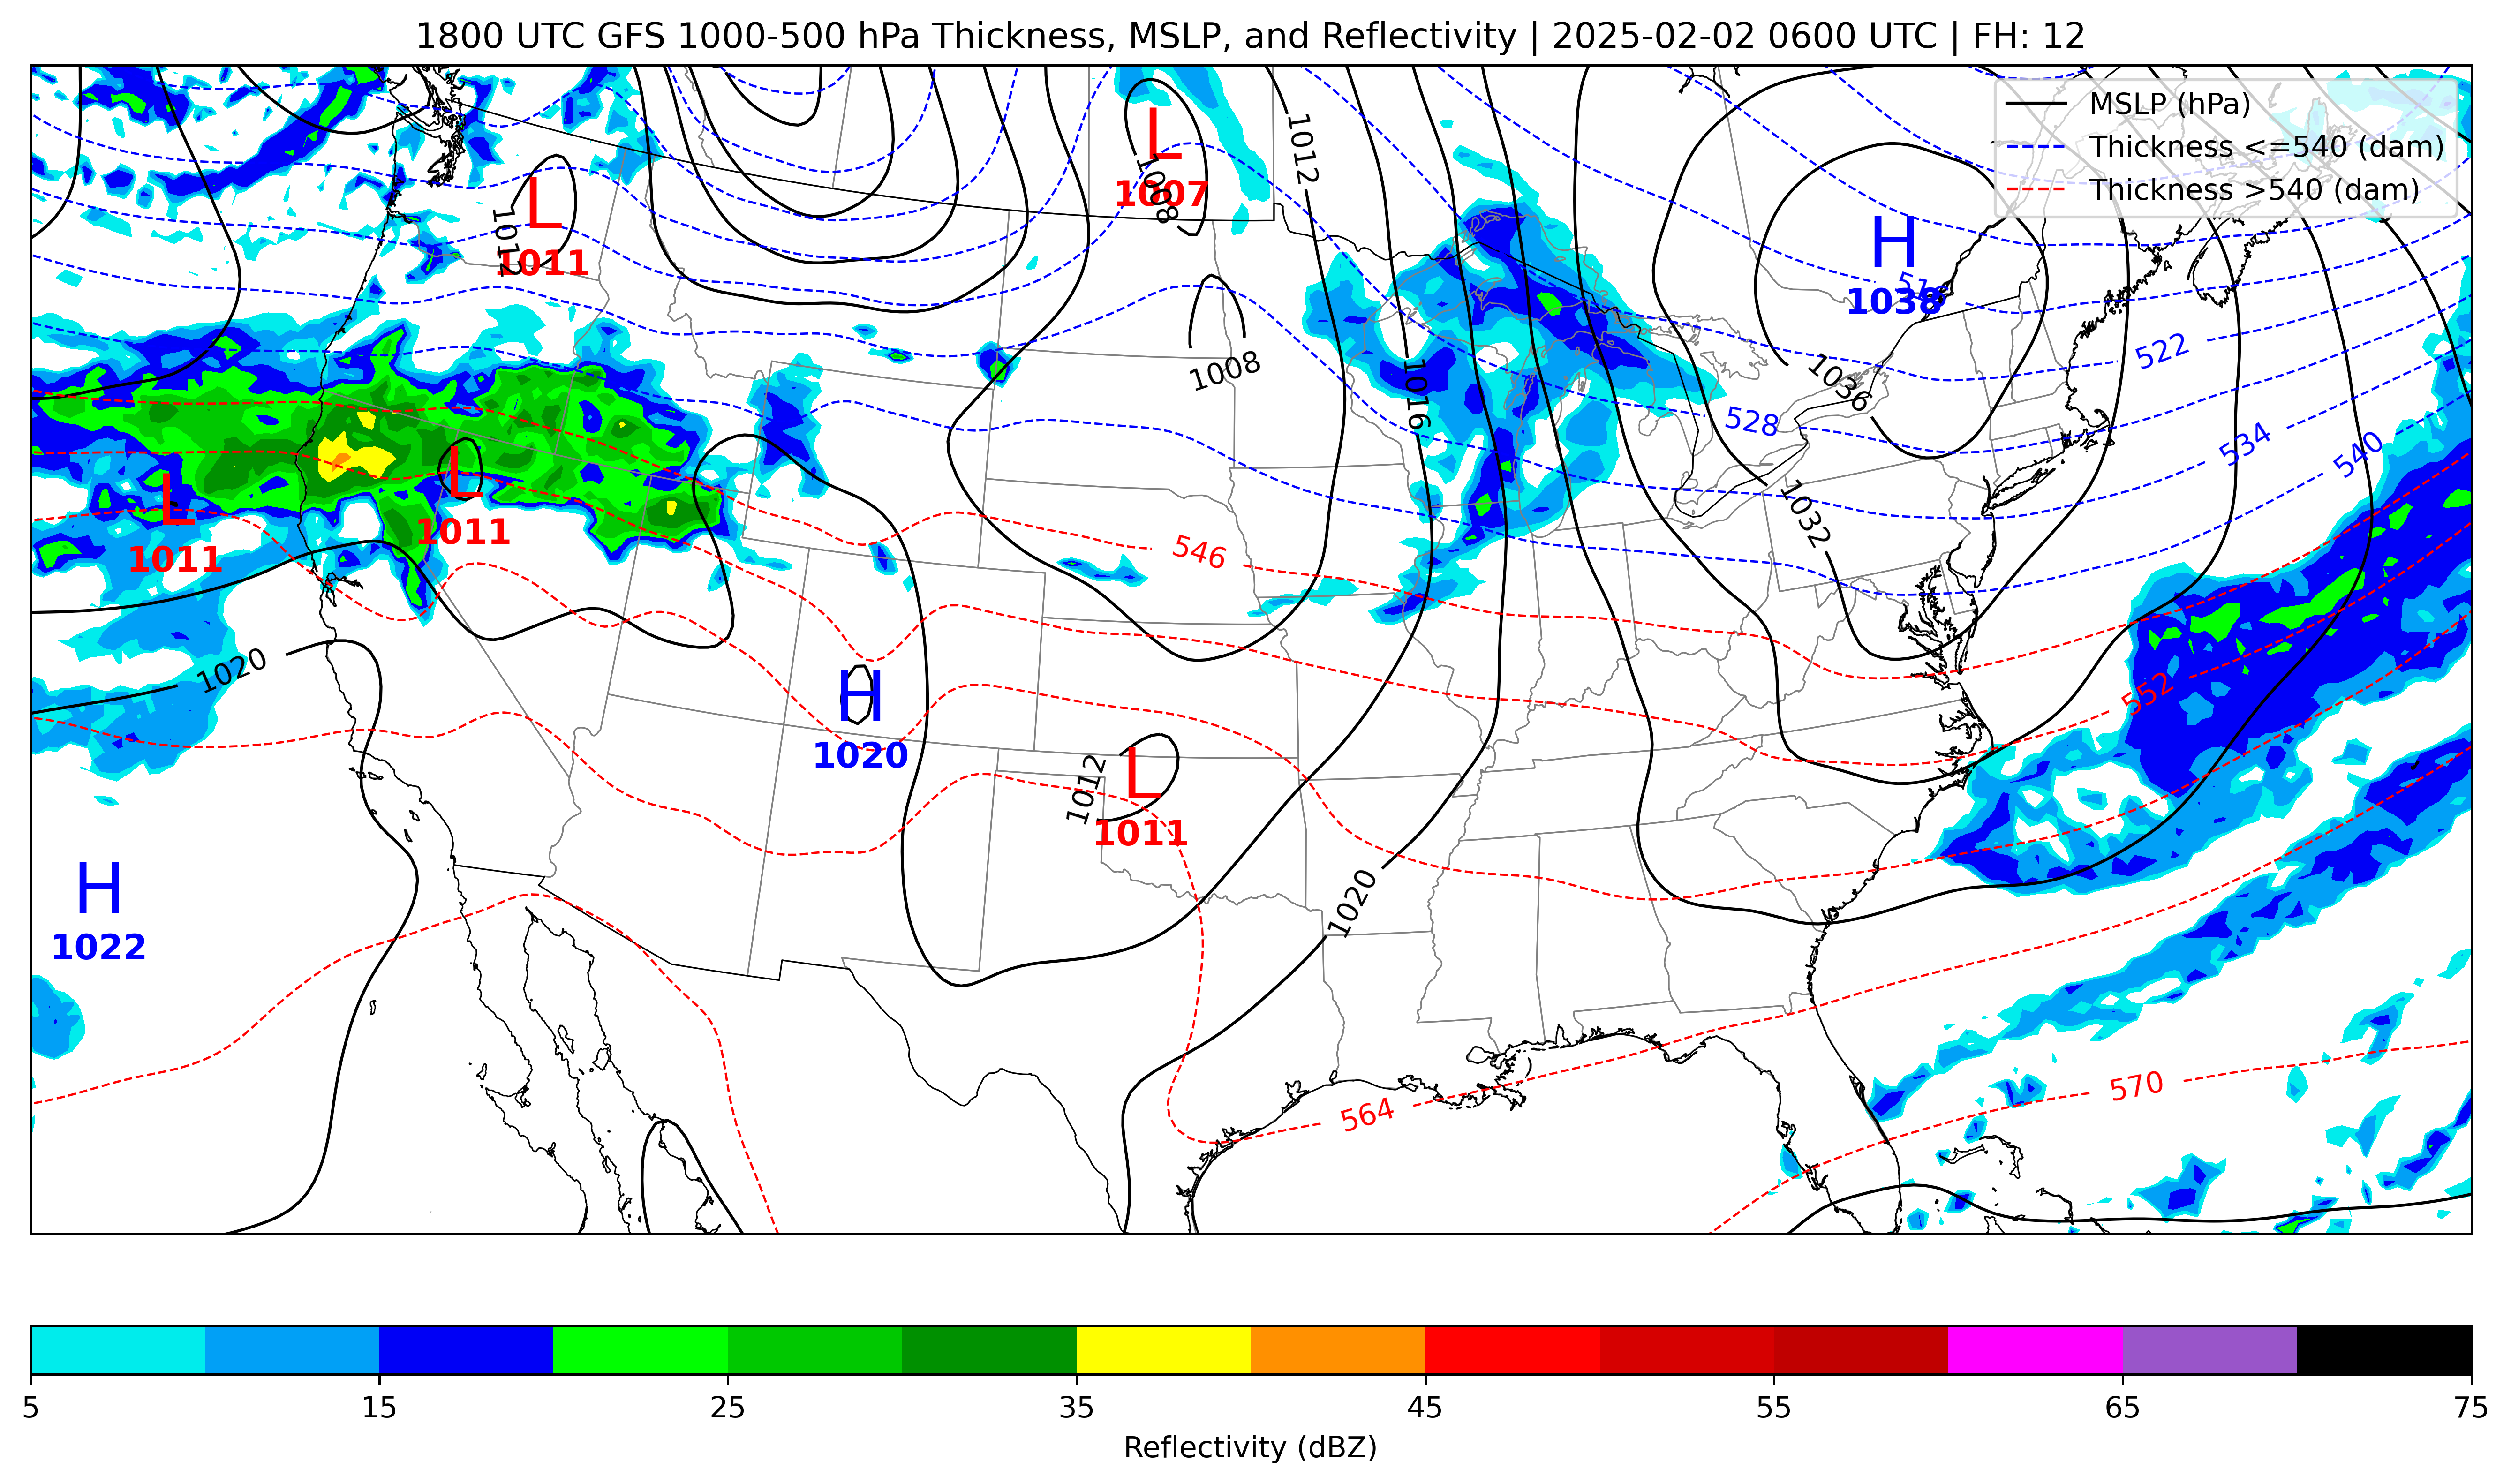 1800 UTC GFS 1000-500 hPa Thickness, MSLP, and Reflectivity | 2025-02-02 0600 UTC | FH: 12
MSLP (hPa)
Thickness <=540 (dam)
Thickness >540 (dam)
L
1007
1008
1012
L
1011
1012
H
1038
1008
1016
1036
522
528
534
540
L
1011
L
1011
1032
546
1020
552
H
1020
L
1011
1012
H
1022
1020
564
570
5
15
25
35
45
55
65
75
Reflectivity (dBZ)